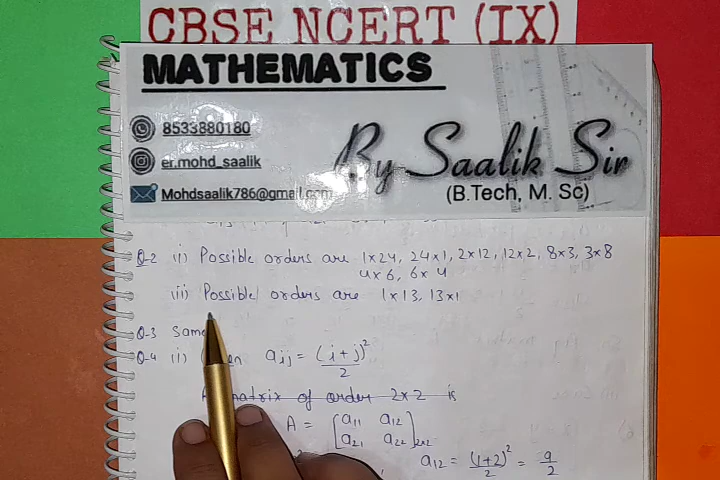 CBSE NCERT (IX)
MATHEMATICS
8533880180
er.mohd_saalik
Mohdsaalik786@gmail.com
By Saalik Sir
(B.Tech, M. Sc)
Q-2 (i) Possible orders are 1×24, 24×1, 2×12, 12×2, 8×3, 3×8
4×6, 6×4
(ii) Possible orders are 1×13, 13×1
Q-3 Same
Q-4 (i) aij = (i+j)²/2
A matrix of order 2×2 is
A = [a11 a12
a21 a22]2×2
a12 = (1+2)²/2 = 9/2